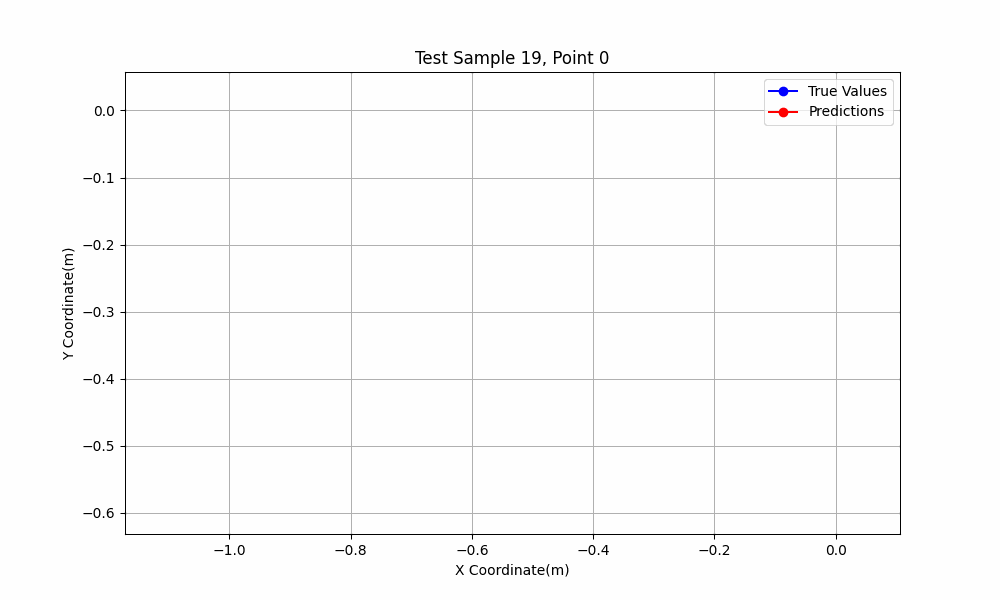 Test Sample 19, Point 0
True Values
Predictions
0.0
−0.1
−0.2
−0.3
−0.4
−0.5
−0.6
Y Coordinate(m)
−1.0
−0.8
−0.6
−0.4
−0.2
0.0
X Coordinate(m)